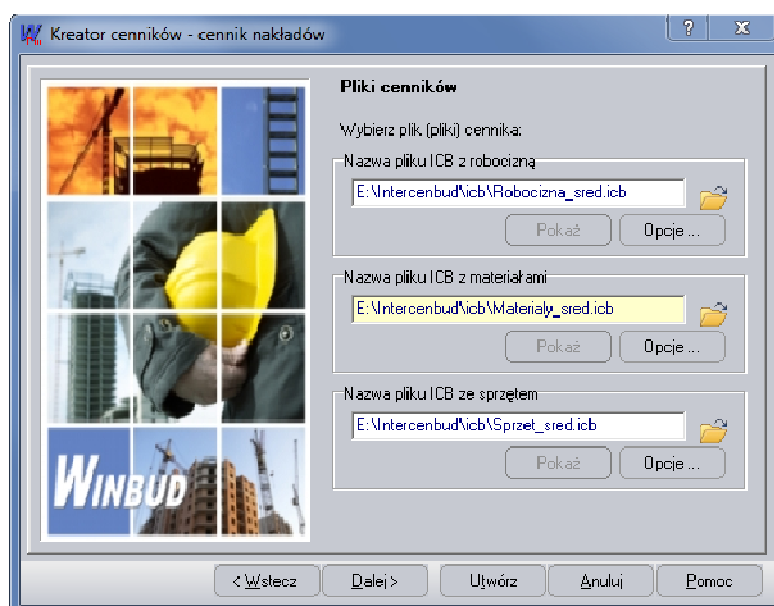 Kreator cenników - cennik nakładów
Pliki cenników
Wybierz plik (pliki) cennika:
Nazwa pliku ICB z robocizną
E:\Intercenbud\icb\Robocizna_sred.icb
Pokaż Opcje ...
Nazwa pliku ICB z materiałami
E:\Intercenbud\icb\Materialy_sred.icb
Pokaż Opcje ...
Nazwa pliku ICB ze sprzętem
E:\Intercenbud\icb\Sprzet_sred.icb
Pokaż Opcje ...
WINBUD
< Wstecz Dalej > Utwórz Anuluj Pomoc